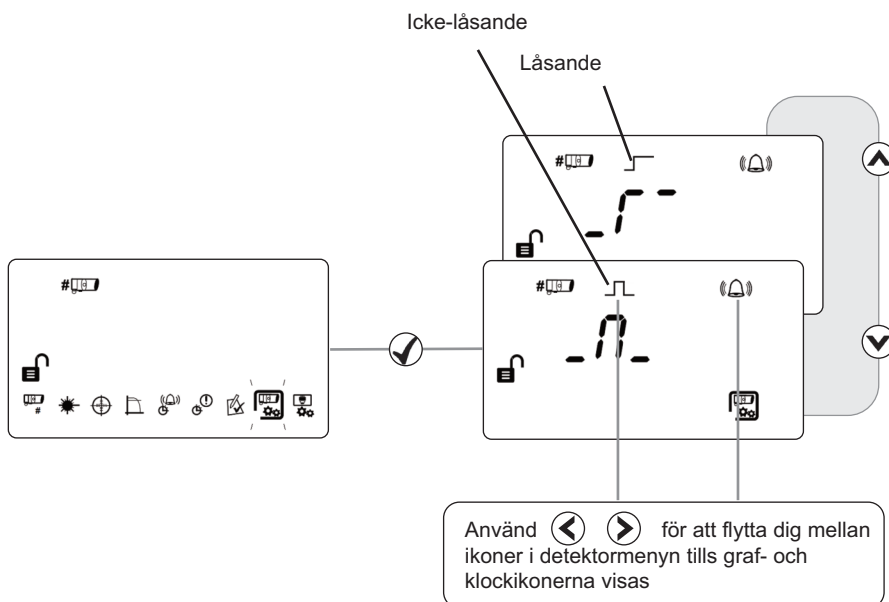 Icke-låsande
Låsande
#
#
#
#
Använd för att flytta dig mellan
ikoner i detektormenyn tills graf- och
klockikonerna visas